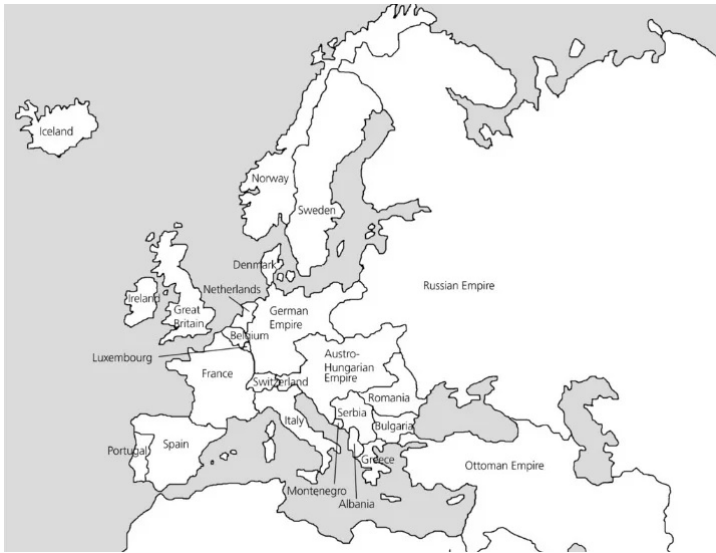 Iceland
Norway
Sweden
Denmark
Russian Empire
Netherlands
Ireland
Great
Britain
German
Empire
Belgium
Luxembourg
Austro-
Hungarian
Empire
France
Switzerland
Romania
Serbia
Italy
Bulgaria
Portugal
Spain
Greece
Ottoman Empire
Montenegro
Albania